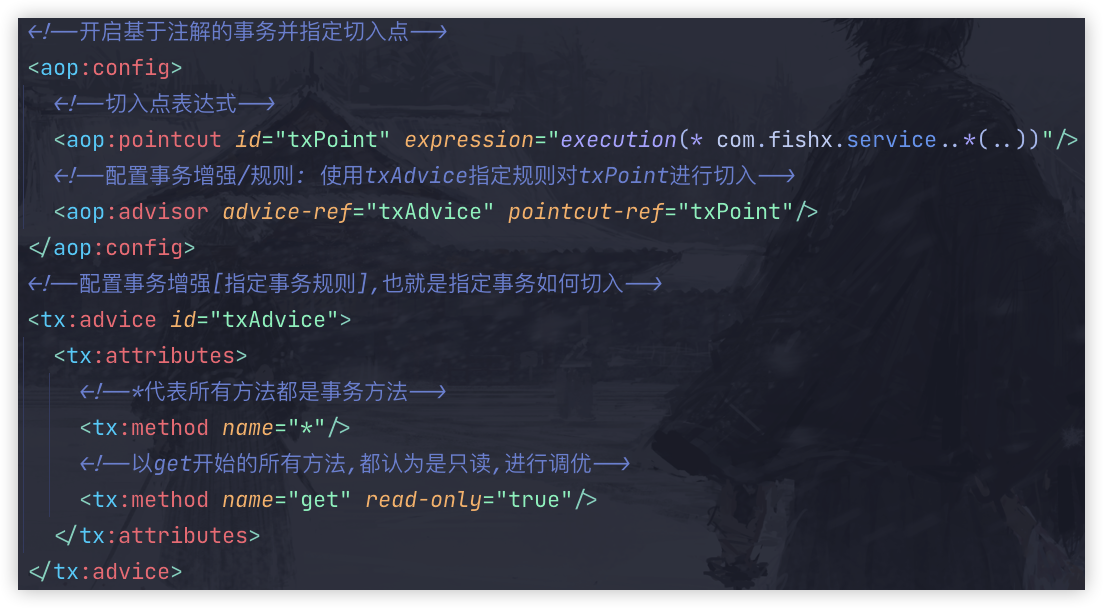 <!--开启基于注解的事务并指定切入点-->
<aop:config>
<!--切入点表达式-->
<aop:pointcut id="txPoint" expression="execution(* com.fishx.service..*(..))"/>
<!--配置事务增强/规则: 使用txAdvice指定规则对txPoint进行切入-->
<aop:advisor advice-ref="txAdvice" pointcut-ref="txPoint"/>
</aop:config>
<!--配置事务增强[指定事务规则],也就是指定事务如何切入-->
<tx:advice id="txAdvice">
<tx:attributes>
<!--*代表所有方法都是事务方法-->
<tx:method name="*"/>
<!--以get开始的所有方法,都认为是只读,进行调优-->
<tx:method name="get" read-only="true"/>
</tx:attributes>
</tx:advice>